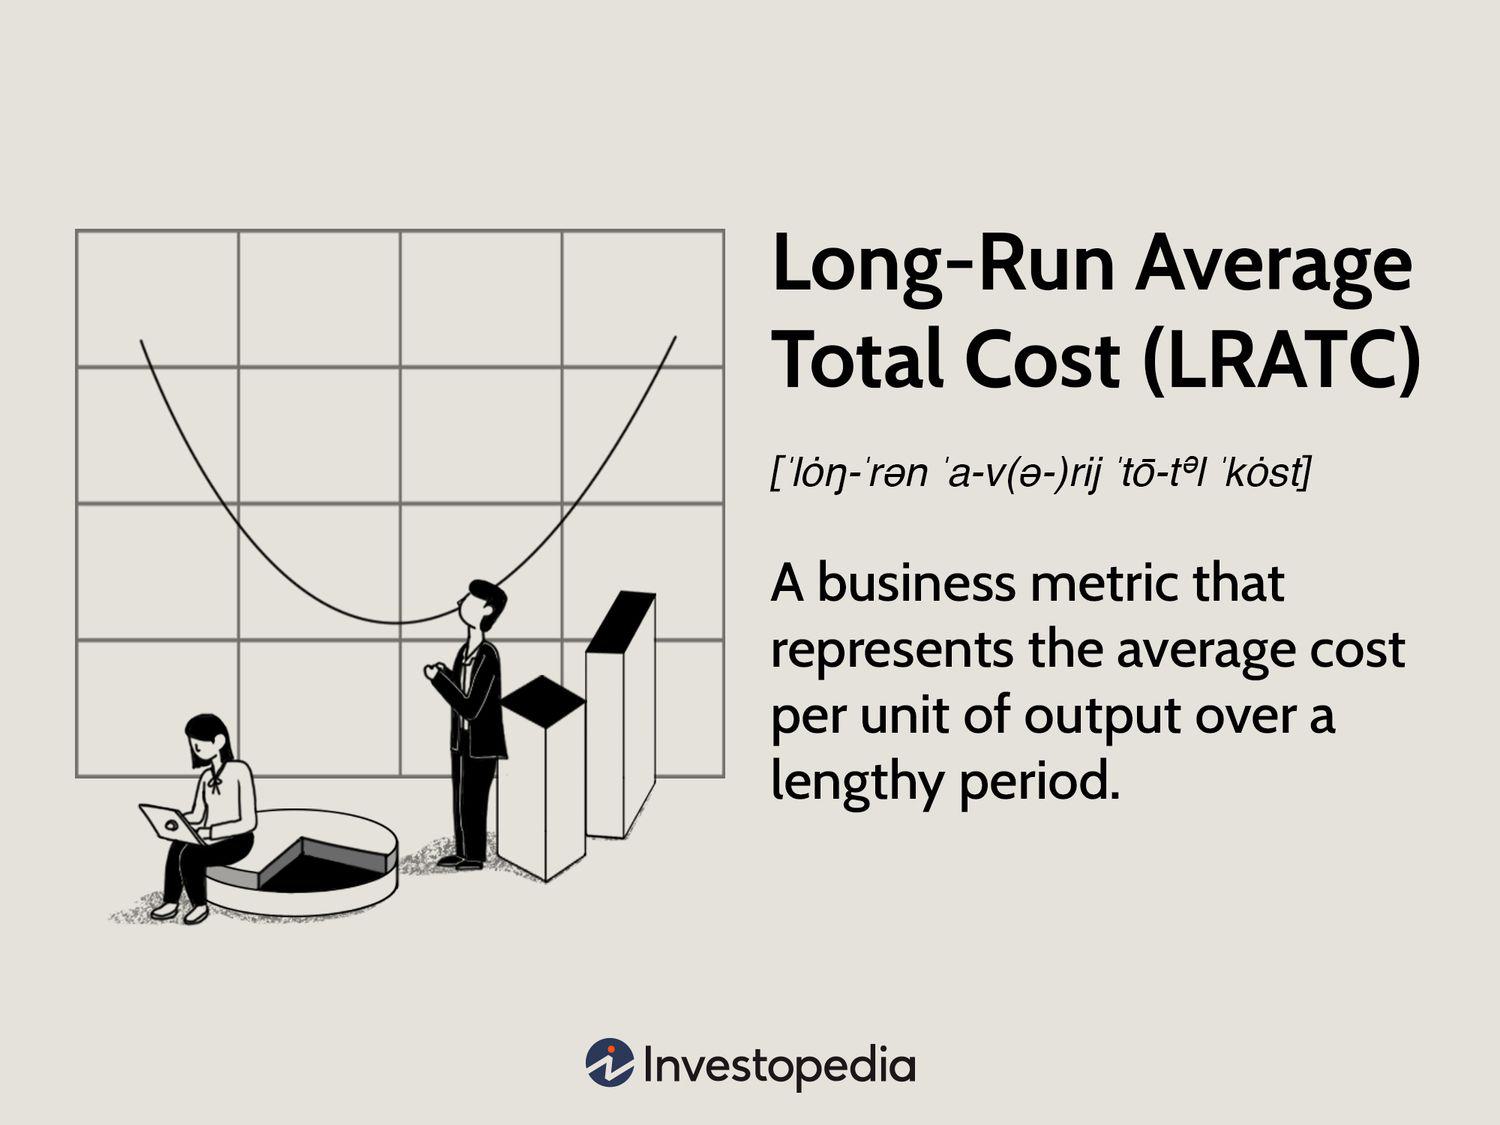 Long-Run Average
Total Cost (LRATC)
[ˈlȯŋ-ˈrən ˈa-v(ə-)rij ˈtō-tᵊl ˈkȯst]
A business metric that
represents the average cost
per unit of output over a
lengthy period.
Investopedia